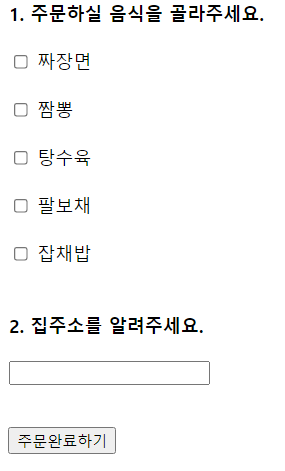 1. 주문하실 음식을 골라주세요.
짜장면
짬뽕
탕수육
팔보채
잡채밥
2. 집주소를 알려주세요.
주문완료하기